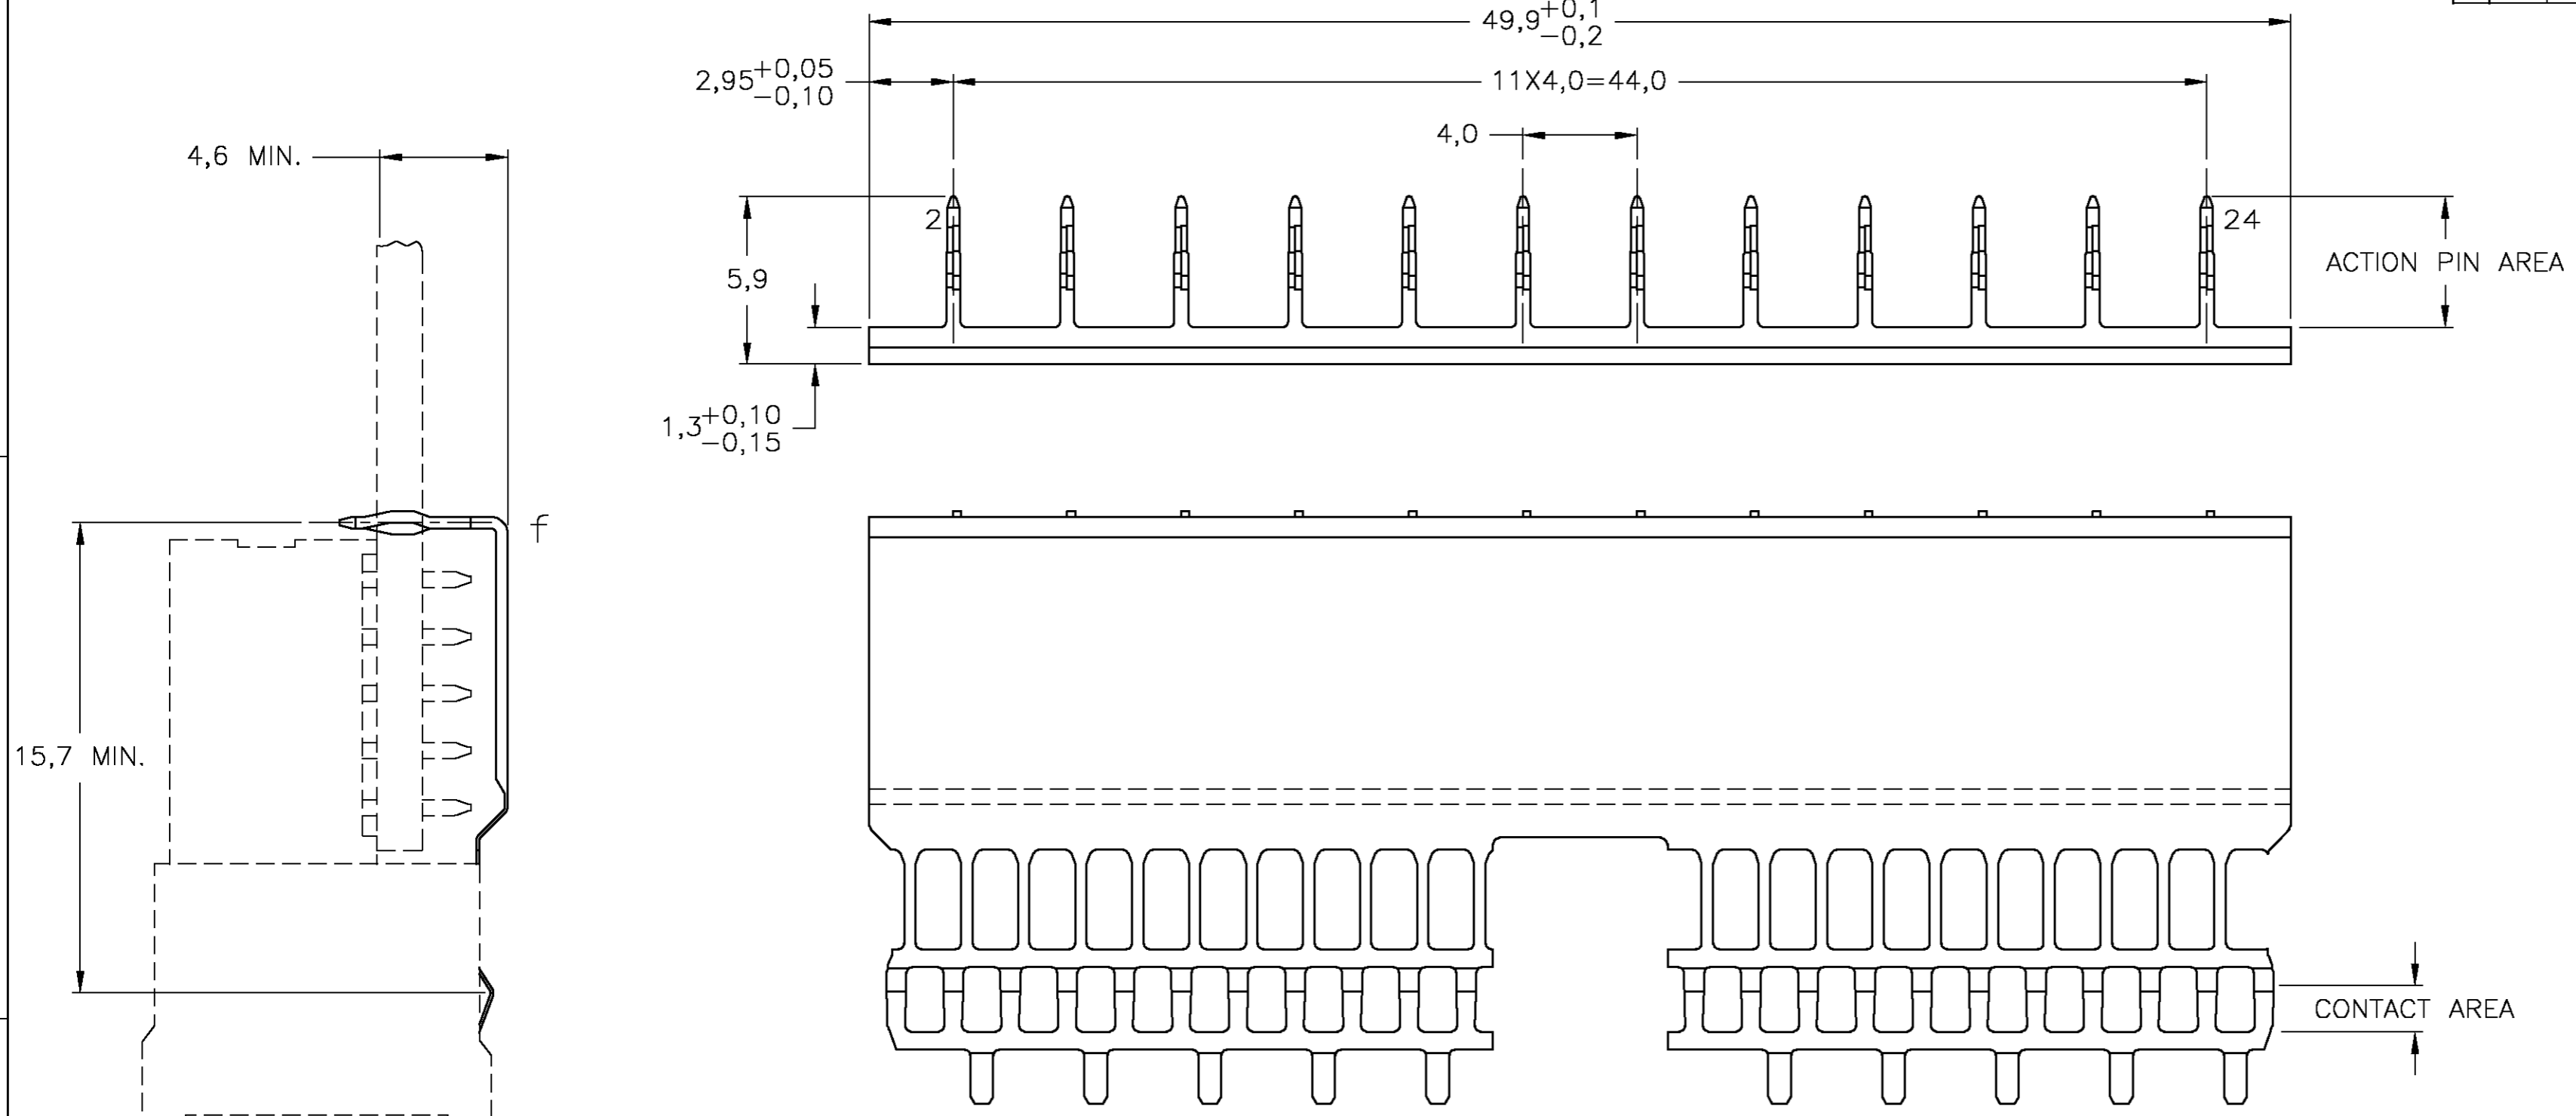 49,9+0,1
−0,2
2,95+0,05
−0,10
11X4,0=44,0
4,0
4,6 MIN.
2
24
5,9
ACTION PIN AREA
1,3+0,10
−0,15
f
15,7 MIN.
CONTACT AREA